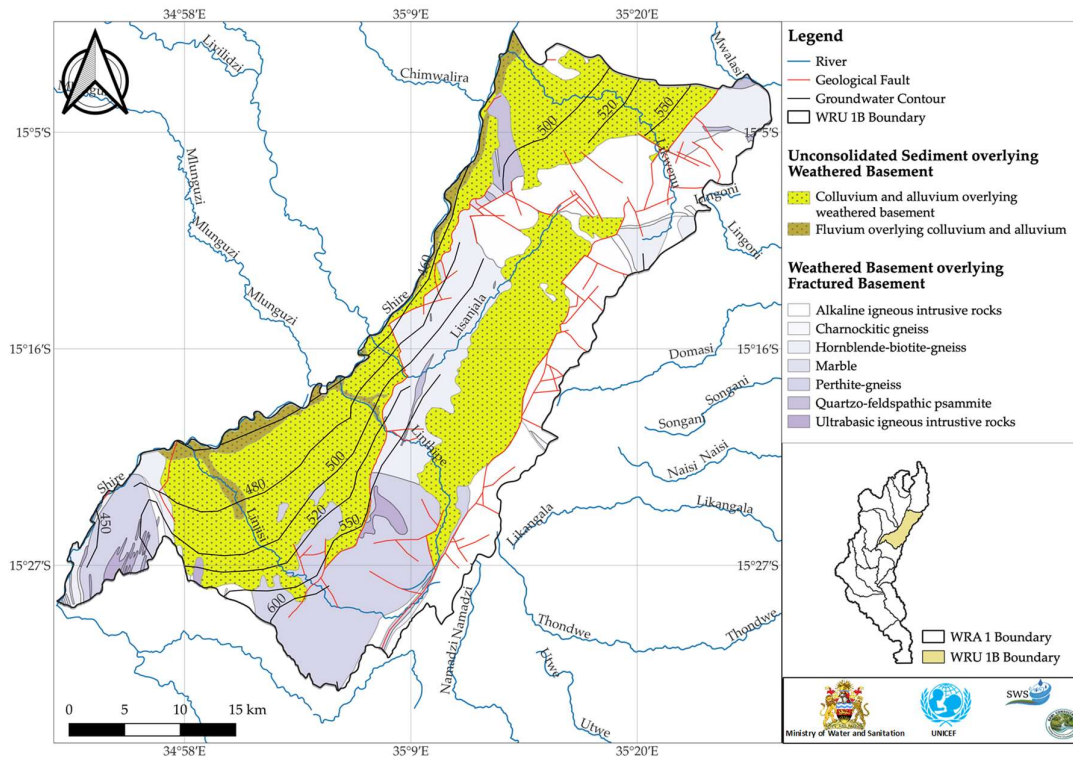 34°58'E
35°9'E
35°20'E
Livilidzi
Chimwalira
Mwalasi
Mlunguzi
15°5'S
15°5'S
500
520
550
Liswenu
Mlunguzi
Mlunguzi
Lingoni
Lingoni
460
Shire
Mlunguzi
Lisanjala
15°16'S
15°16'S
Domasi
Songani
Songani
Linthipe
Naisi
Naisi
500
480
Shire
Likangala
Likangala
520
550
450
Limisi
15°27'S
15°27'S
600
Thondwe
Thondwe
Namadzi
Namadzi
Utwe
Utwe
0 5 10 15 km
34°58'E
35°9'E
35°20'E
Legend
River
Geological Fault
Groundwater Contour
WRU 1B Boundary
Unconsolidated Sediment overlying
Weathered Basement
Colluvium and alluvium overlying
weathered basement
Fluvium overlying colluvium and alluvium
Weathered Basement overlying
Fractured Basement
Alkaline igneous intrusive rocks
Charnockitic gneiss
Hornblende-biotite-gneiss
Marble
Perthite-gneiss
Quartzo-feldspathic psammite
Ultrabasic igneous intrustive rocks
WRA 1 Boundary
WRU 1B Boundary
Ministry of Water and Sanitation
UNICEF
SWS